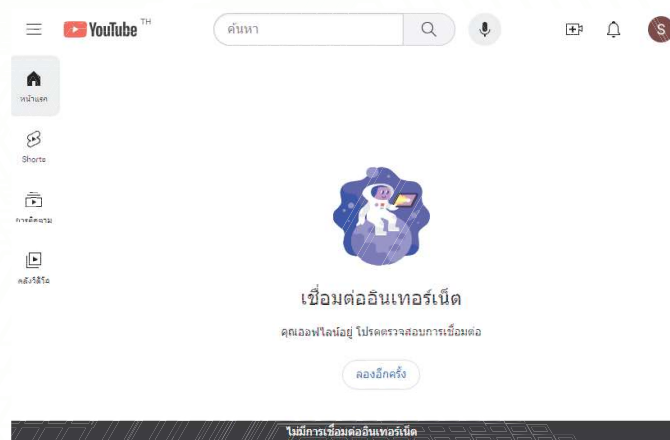 YouTube TH
ค้นหา
S
หน้าแรก
Shorts
การติดตาม
คลังวิดีโอ
เชื่อมต่ออินเทอร์เน็ต
คุณออฟไลน์อยู่ โปรดตรวจสอบการเชื่อมต่อ
ลองอีกครั้ง
ไม่มีการเชื่อมต่ออินเทอร์เน็ต